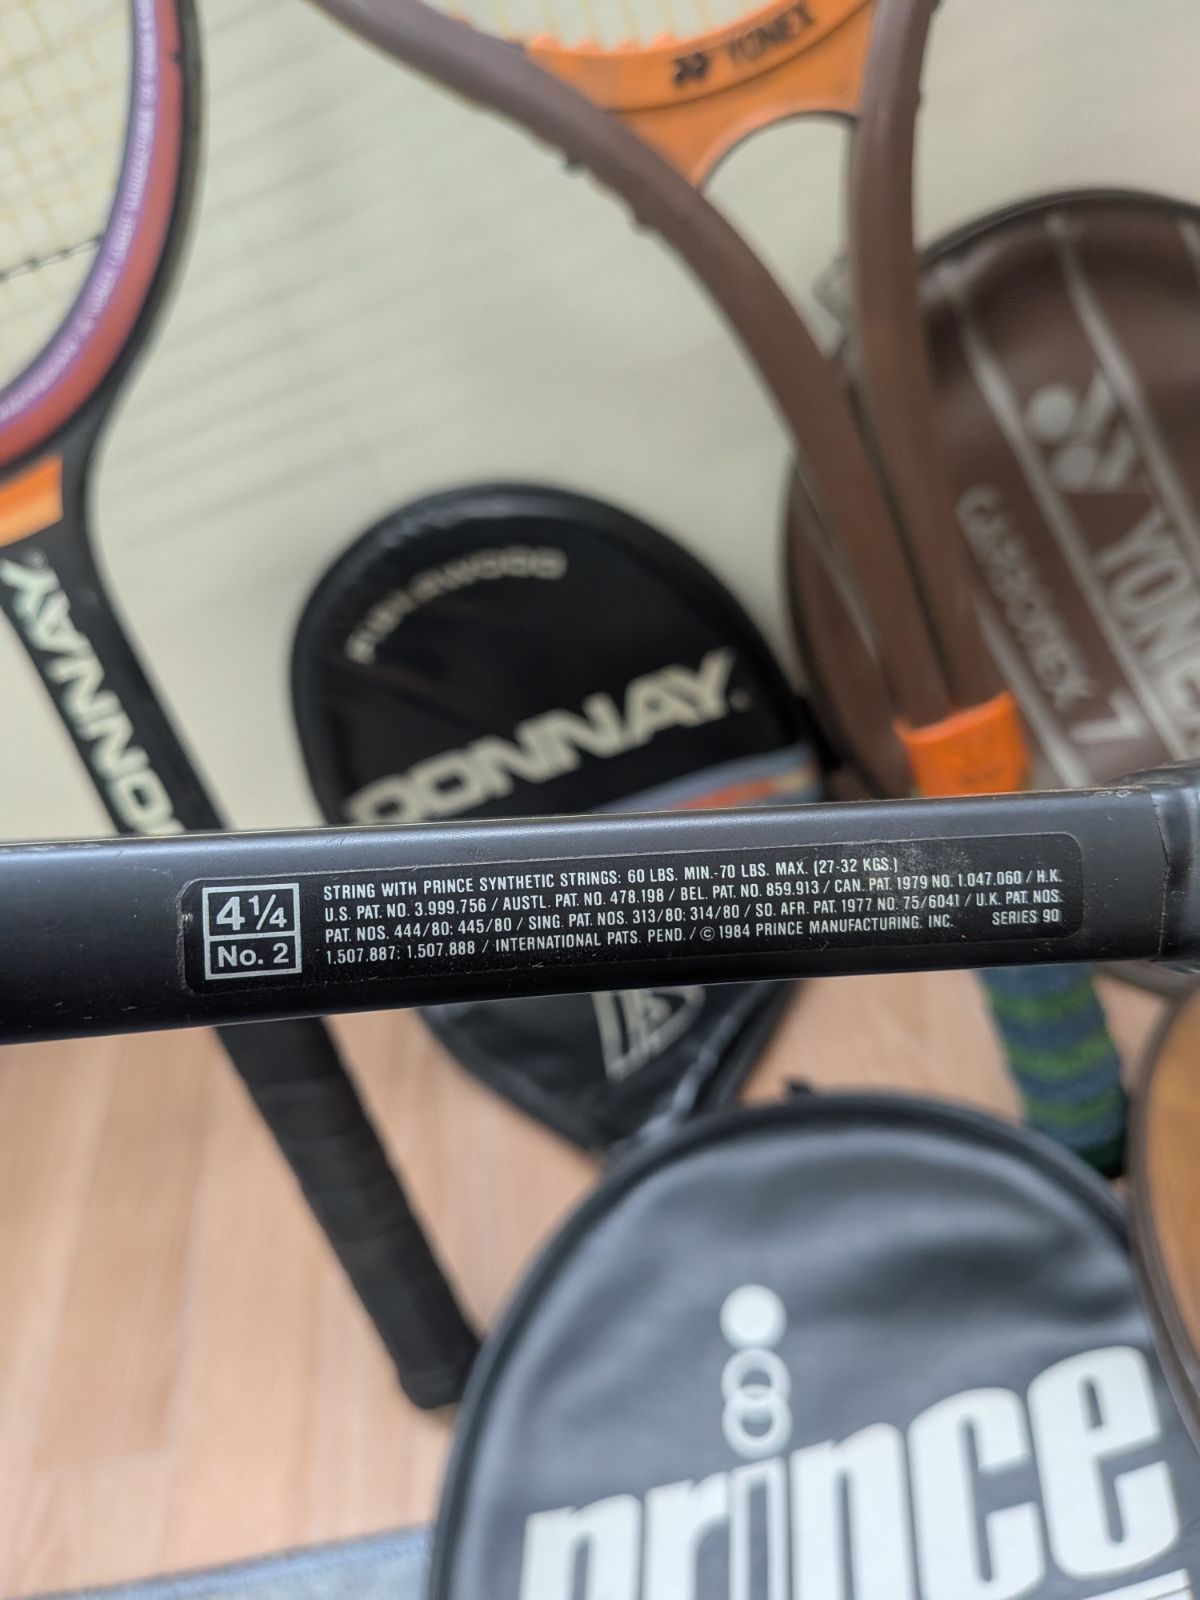 YONEX
YONEX
CARBONEX 7
DONNAY
DONNAY
4 1/4
No. 2
STRING WITH PRINCE SYNTHETIC STRINGS: 60 LBS. MIN.-70 LBS. MAX. (27-32 KGS.)
U.S. PAT. NO. 3.999.756 / AUSTL. PAT. NO. 478.198 / BEL. PAT. NO. 859.913 / CAN. PAT. 1979 NO. 1.047.060 / H.K.
PAT. NOS. 444/80: 445/80 / SING. PAT. NOS. 313/80: 314/80 / SO. AFR. PAT. 1977 NO. 75/6041 / U.K. PAT NOS.
1.507.887: 1.507.888 / INTERNATIONAL PATS. PEND. / © 1984 PRINCE MANUFACTURING. INC. SERIES 90
prince